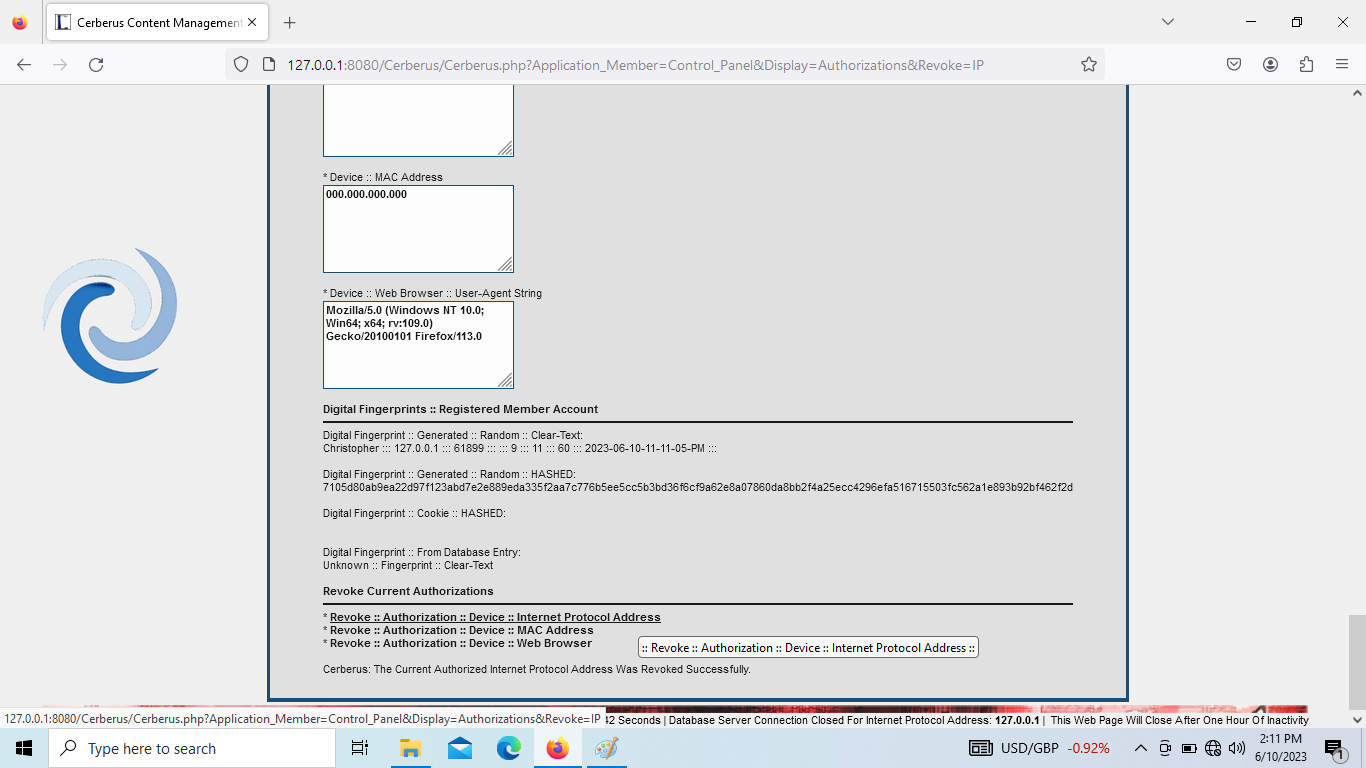 Cerberus Content Management
127.0.0.1:8080/Cerberus/Cerberus.php?Application_Member=Control_Panel&Display=Authorizations&Revoke=IP
* Device :: MAC Address
000.000.000.000
* Device :: Web Browser :: User-Agent String
Mozilla/5.0 (Windows NT 10.0;
Win64; x64; rv:109.0)
Gecko/20100101 Firefox/113.0
Digital Fingerprints :: Registered Member Account
Digital Fingerprint :: Generated :: Random :: Clear-Text:
Christopher ::: 127.0.0.1 ::: 61899 ::: ::: 9 ::: 11 ::: 60 ::: 2023-06-10-11-11-05-PM :::
Digital Fingerprint :: Generated :: Random :: HASHED:
7105d80ab9ea22d97f123abd7e2e889eda335f2aa7c776b5ee5cc5b3bd36f6cf9a62e8a07860da8bb2f4a25ecc4296efa516715503fc562a1e893b92bf462f2d
Digital Fingerprint :: Cookie :: HASHED:
Digital Fingerprint :: From Database Entry:
Unknown :: Fingerprint :: Clear-Text
Revoke Current Authorizations
* Revoke :: Authorization :: Device :: Internet Protocol Address
* Revoke :: Authorization :: Device :: MAC Address
* Revoke :: Authorization :: Device :: Web Browser
:: Revoke :: Authorization :: Device :: Internet Protocol Address ::
Cerberus: The Current Authorized Internet Protocol Address Was Revoked Successfully.
127.0.0.1:8080/Cerberus/Cerberus.php?Application_Member=Control_Panel&Display=Authorizations&Revoke=IP
42 Seconds | Database Server Connection Closed For Internet Protocol Address: 127.0.0.1 | This Web Page Will Close After One Hour Of Inactivity
Type here to search
USD/GBP -0.92%
2:11 PM
6/10/2023
1